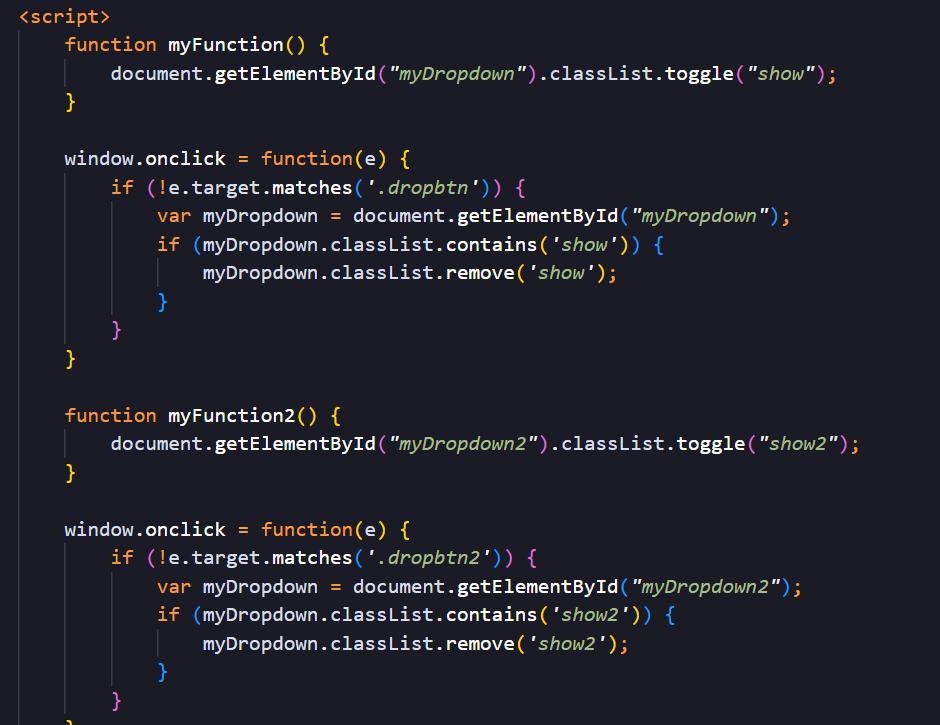 <script>
function myFunction() {
document.getElementById("myDropdown").classList.toggle("show");
}
window.onclick = function(e) {
if (!e.target.matches('.dropbtn')) {
var myDropdown = document.getElementById("myDropdown");
if (myDropdown.classList.contains('show')) {
myDropdown.classList.remove('show');
}
}
}
function myFunction2() {
document.getElementById("myDropdown2").classList.toggle("show2");
}
window.onclick = function(e) {
if (!e.target.matches('.dropbtn2')) {
var myDropdown = document.getElementById("myDropdown2");
if (myDropdown.classList.contains('show2')) {
myDropdown.classList.remove('show2');
}
}
}